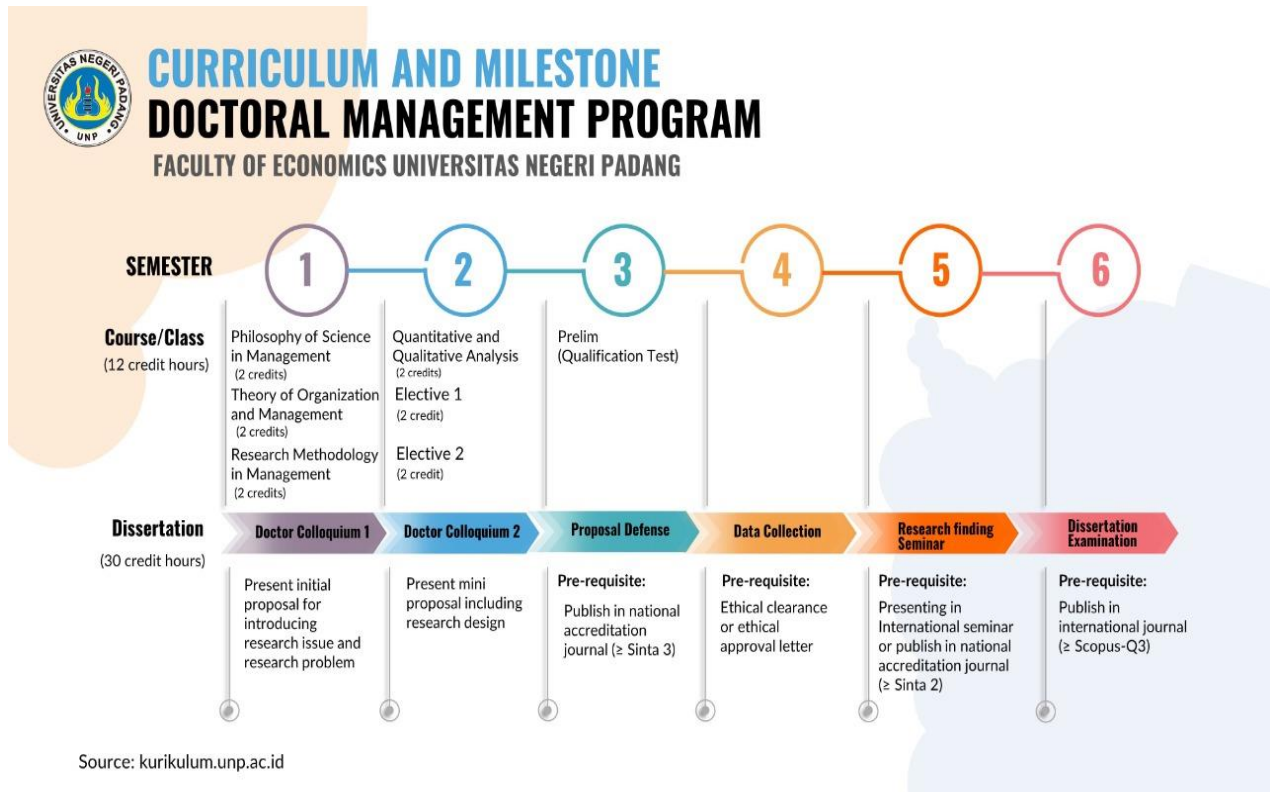 UNIVERSITAS NEGERI PADANG
UNP
CURRICULUM AND MILESTONE
DOCTORAL MANAGEMENT PROGRAM
FACULTY OF ECONOMICS UNIVERSITAS NEGERI PADANG
SEMESTER
1
2
3
4
5
6
Course/Class
(12 credit hours)
Philosophy of Science
in Management
(2 credits)
Theory of Organization
and Management
(2 credits)
Research Methodology
in Management
(2 credits)
Quantitative and
Qualitative Analysis
(2 credits)
Elective 1
(2 credit)
Elective 2
(2 credit)
Prelim
(Qualification Test)
Dissertation
(30 credit hours)
Doctor Colloquium 1
Doctor Colloquium 2
Proposal Defense
Data Collection
Research finding
Seminar
Dissertation
Examination
Present initial
proposal for
introducing
research issue and
research problem
Present mini
proposal including
research design
Pre-requisite:
Publish in national
accreditation
journal (≥ Sinta 3)
Pre-requisite:
Ethical clearance
or ethical
approval letter
Pre-requisite:
Presenting in
International seminar
or publish in national
accreditation journal
(≥ Sinta 2)
Pre-requisite:
Publish in
international journal
(≥ Scopus-Q3)
Source: kurikulum.unp.ac.id